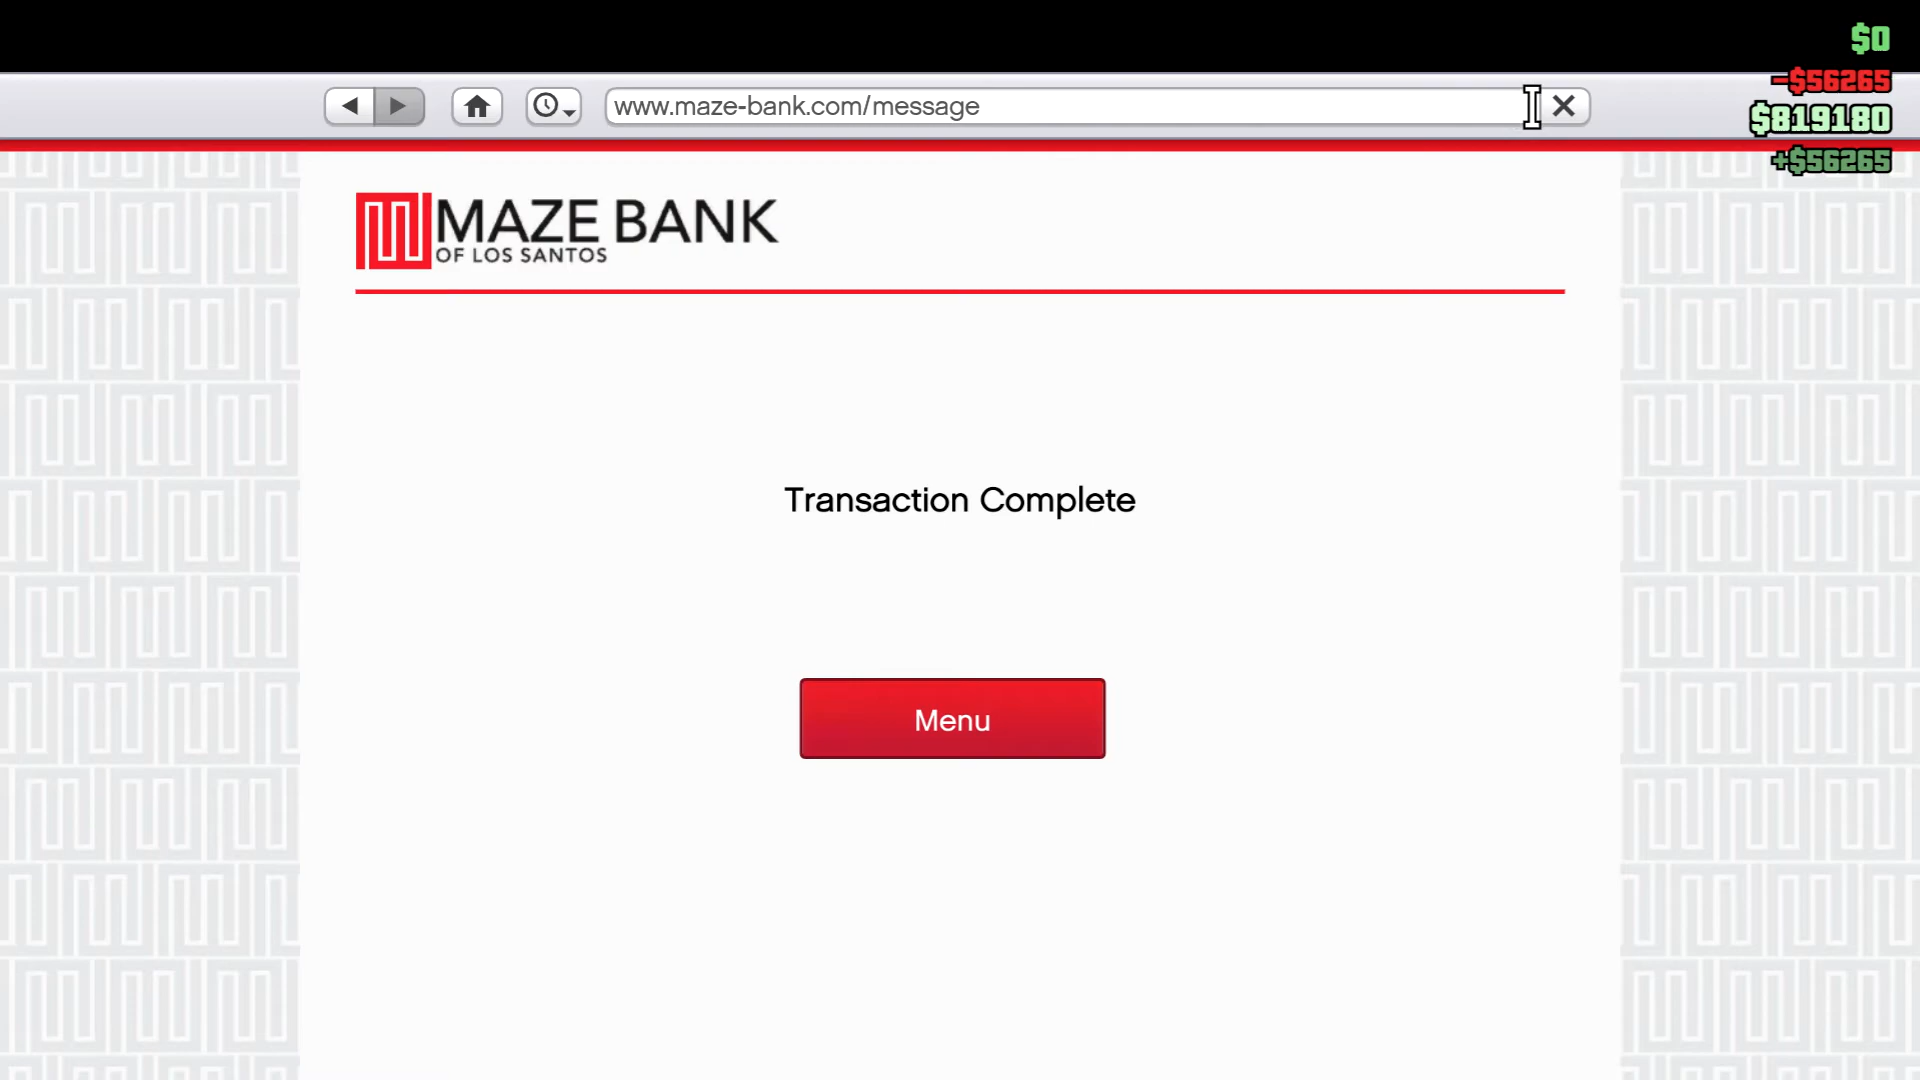 $0
-$56265
www.maze-bank.com/message
$819180
+$56265
MAZE BANK
OF LOS SANTOS
Transaction Complete
Menu